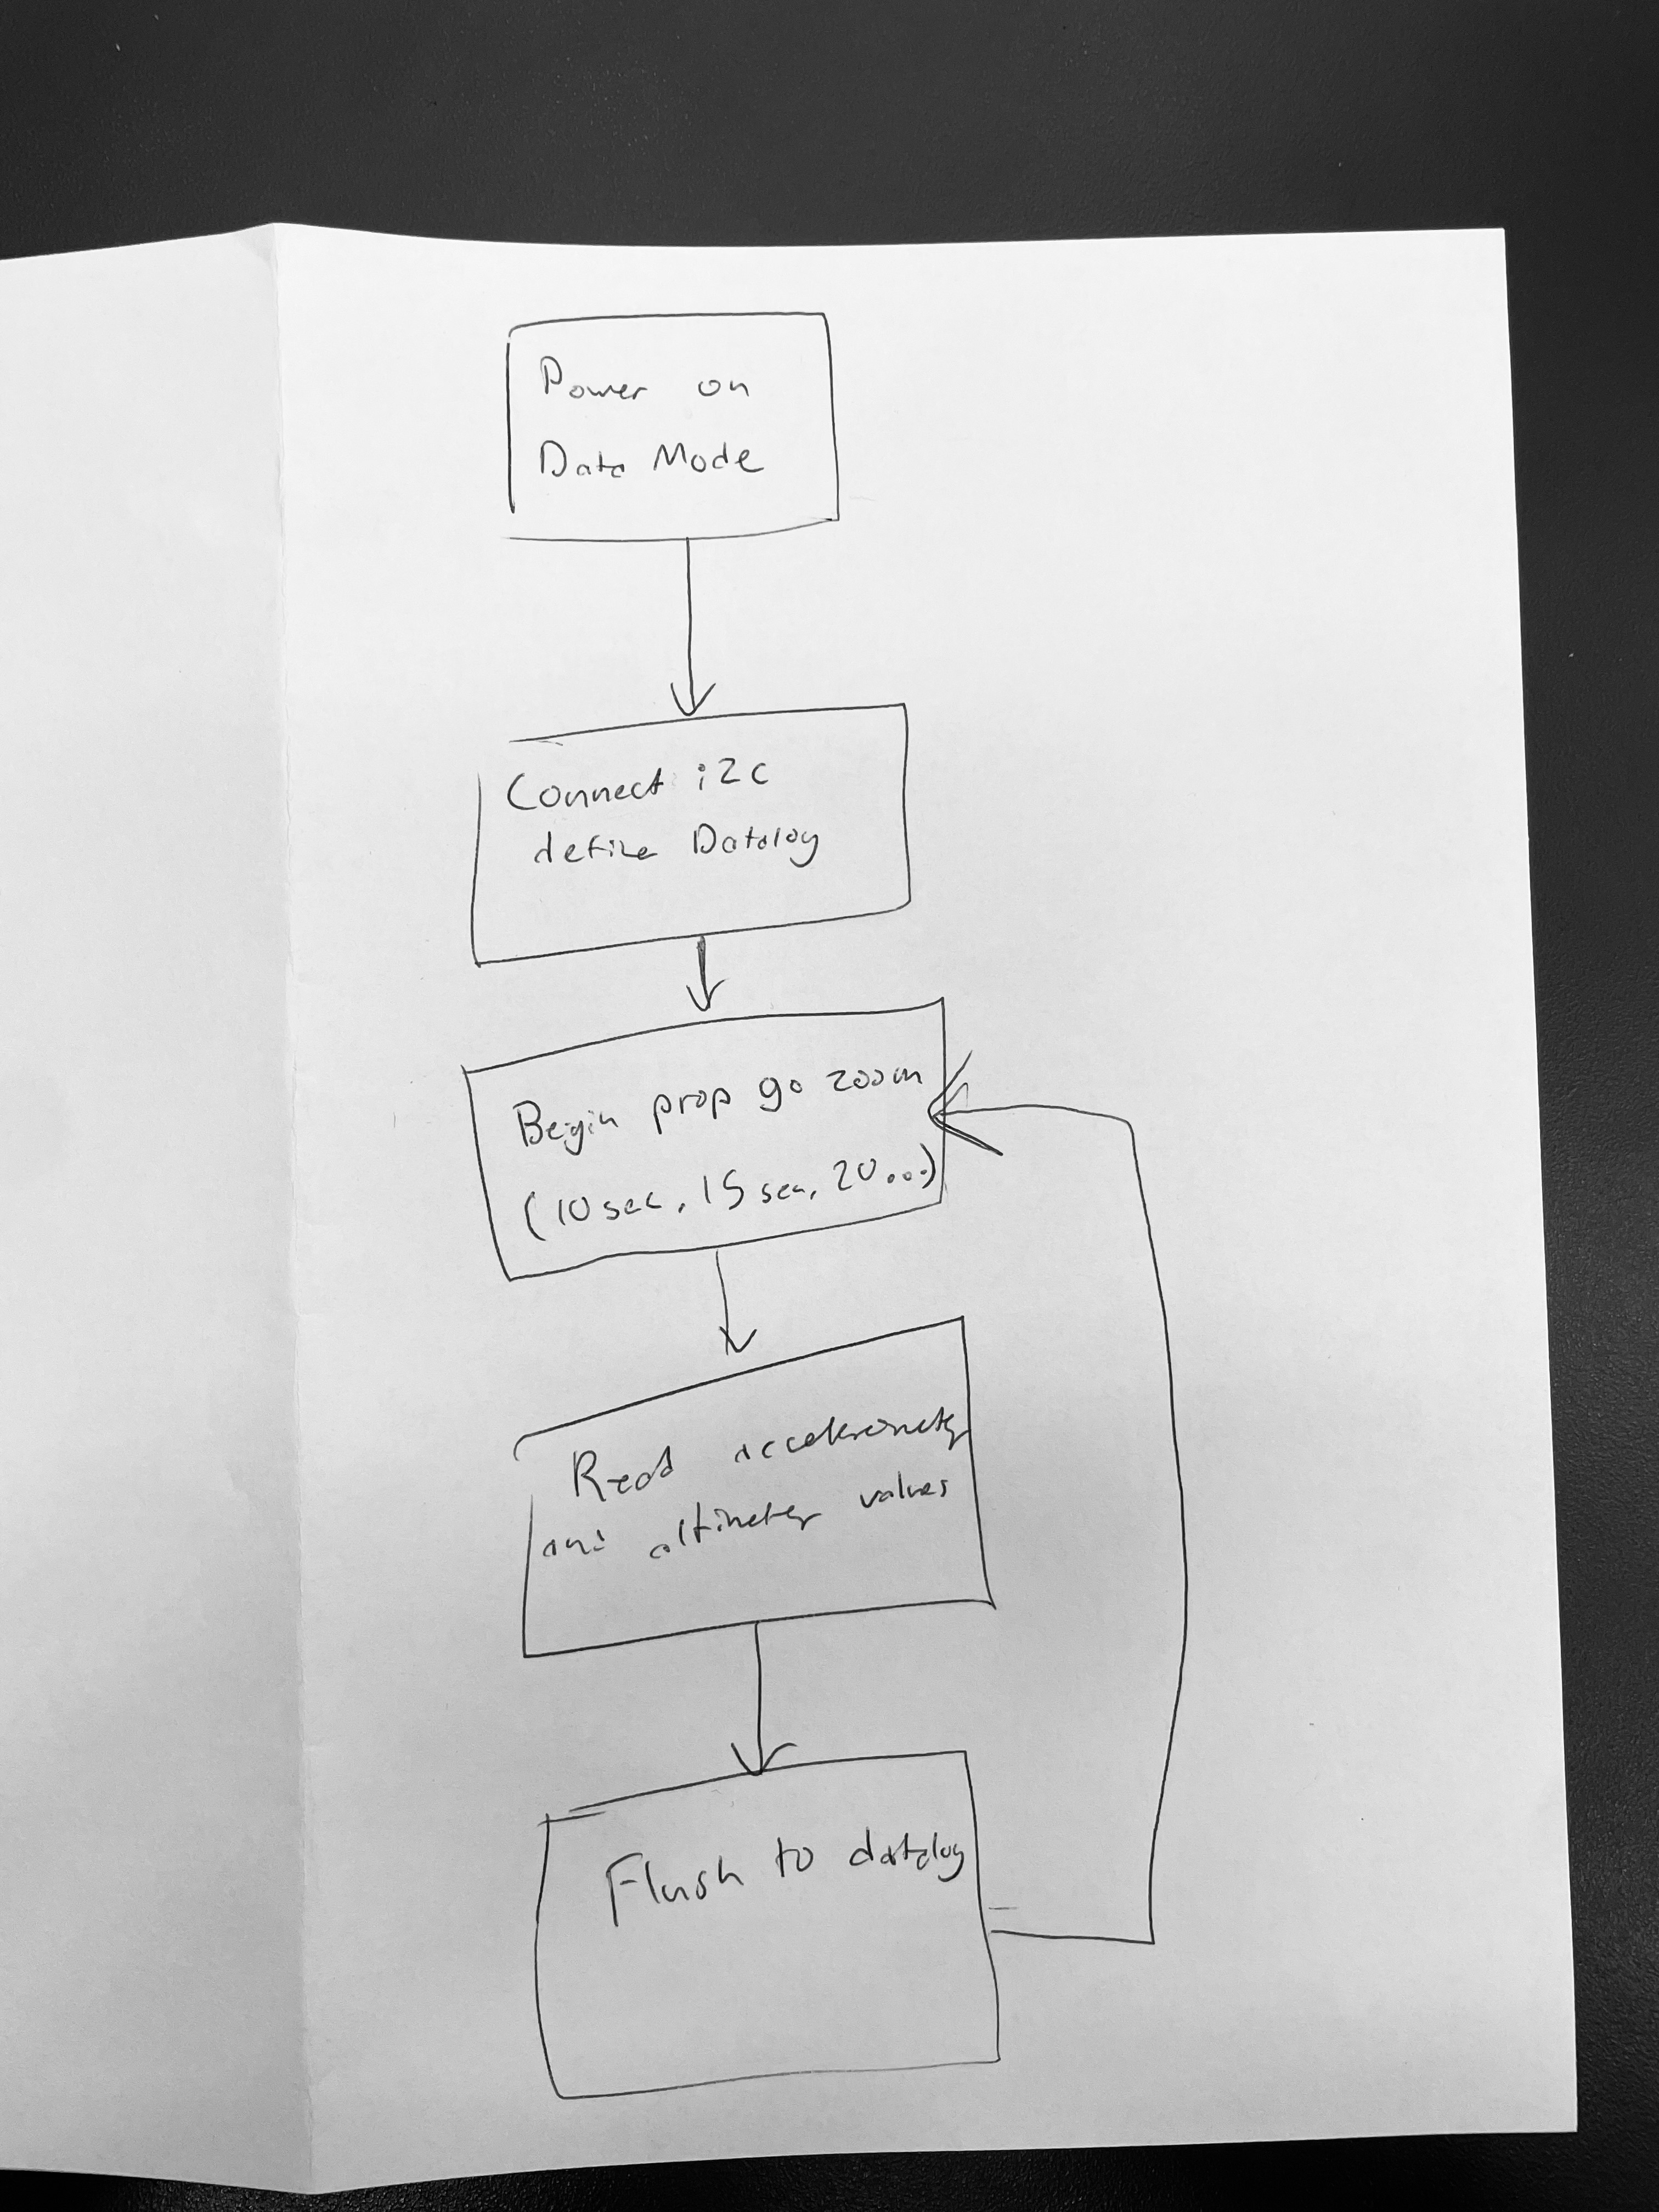 Power on
Data Mode
Connect i2c
define Datalog
Begin prop go zoom
(10 sec, 15 sec, 20...)
Read accelerometer
and altimeter values
Flush to datalog